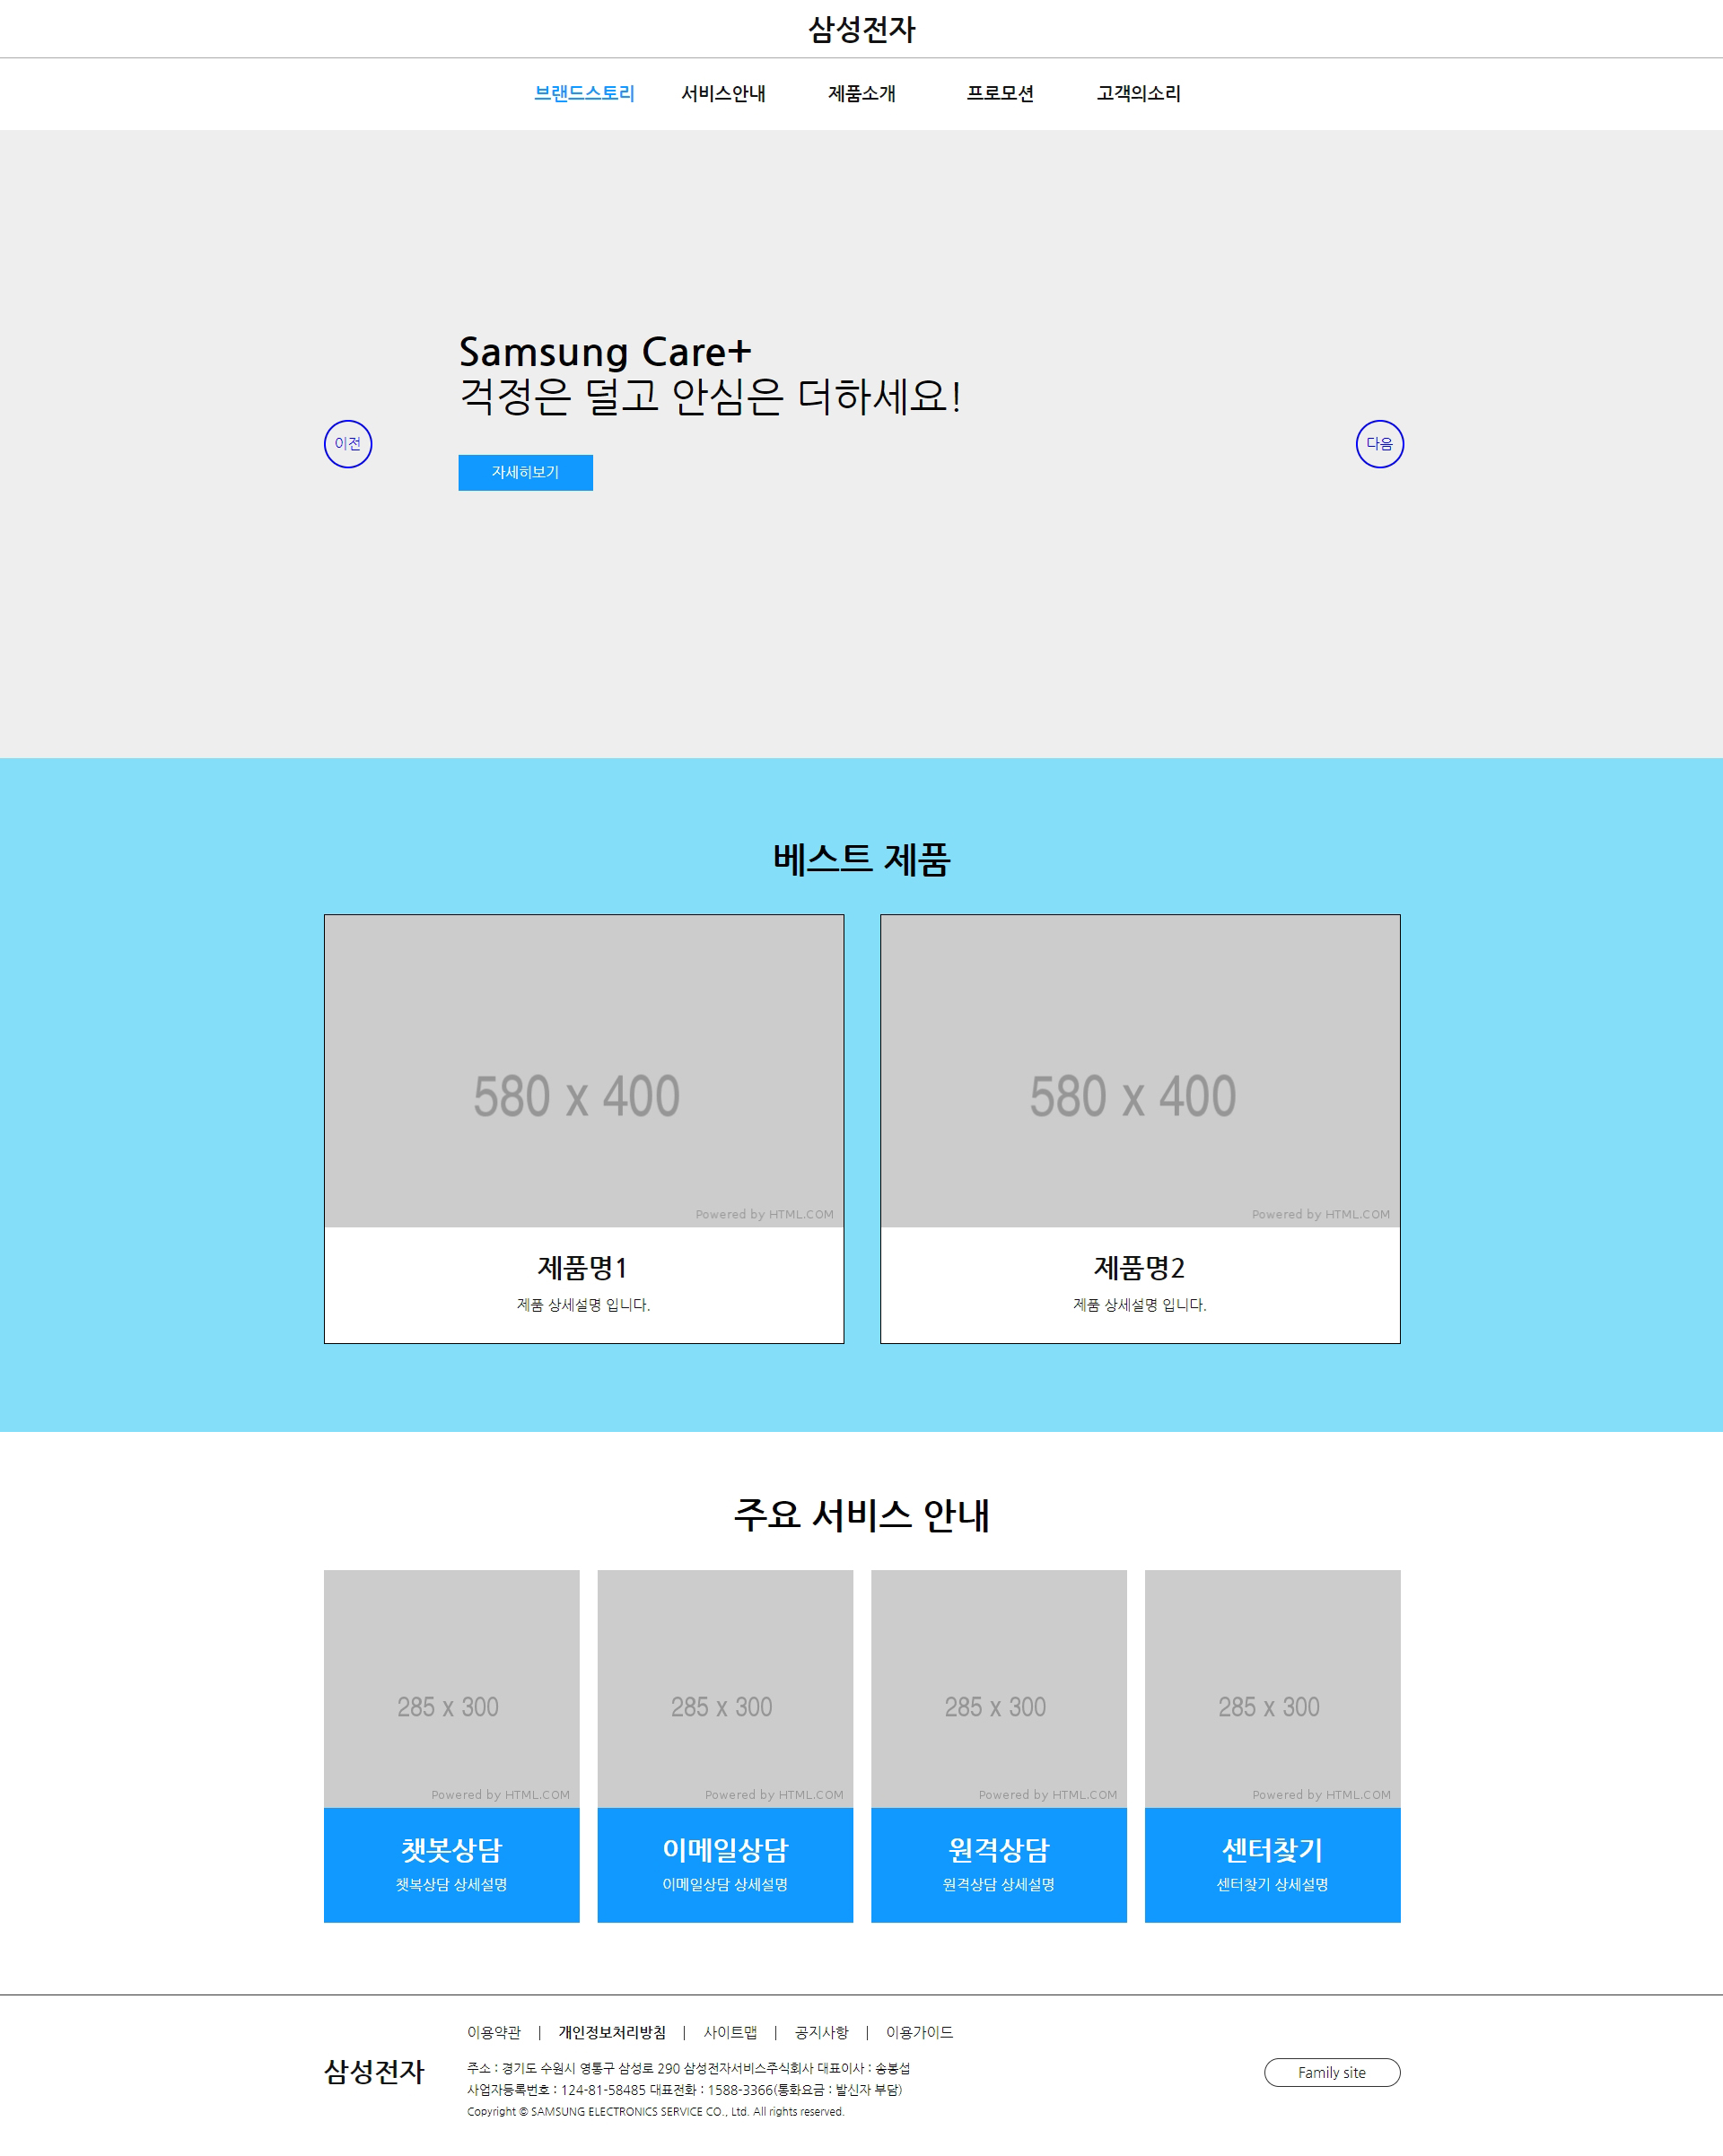 삼성전자
브랜드스토리 서비스안내 제품소개 프로모션 고객의소리
Samsung Care+
걱정은 덜고 안심은 더하세요!
이전
다음
자세히보기
베스트 제품
580 x 400
Powered by HTML.COM
제품명1
제품 상세설명 입니다.
580 x 400
Powered by HTML.COM
제품명2
제품 상세설명 입니다.
주요 서비스 안내
285 x 300
Powered by HTML.COM
챗봇상담
챗복상담 상세설명
285 x 300
Powered by HTML.COM
이메일상담
이메일상담 상세설명
285 x 300
Powered by HTML.COM
원격상담
원격상담 상세설명
285 x 300
Powered by HTML.COM
센터찾기
센터찾기 상세설명
이용약관 | 개인정보처리방침 | 사이트맵 | 공지사항 | 이용가이드
삼성전자
주소 : 경기도 수원시 영통구 삼성로 290 삼성전자서비스주식회사 대표이사 : 송봉섭
사업자등록번호 : 124-81-58485 대표전화 : 1588-3366(통화요금 : 발신자 부담)
Copyright © SAMSUNG ELECTRONICS SERVICE CO., Ltd. All rights reserved.
Family site